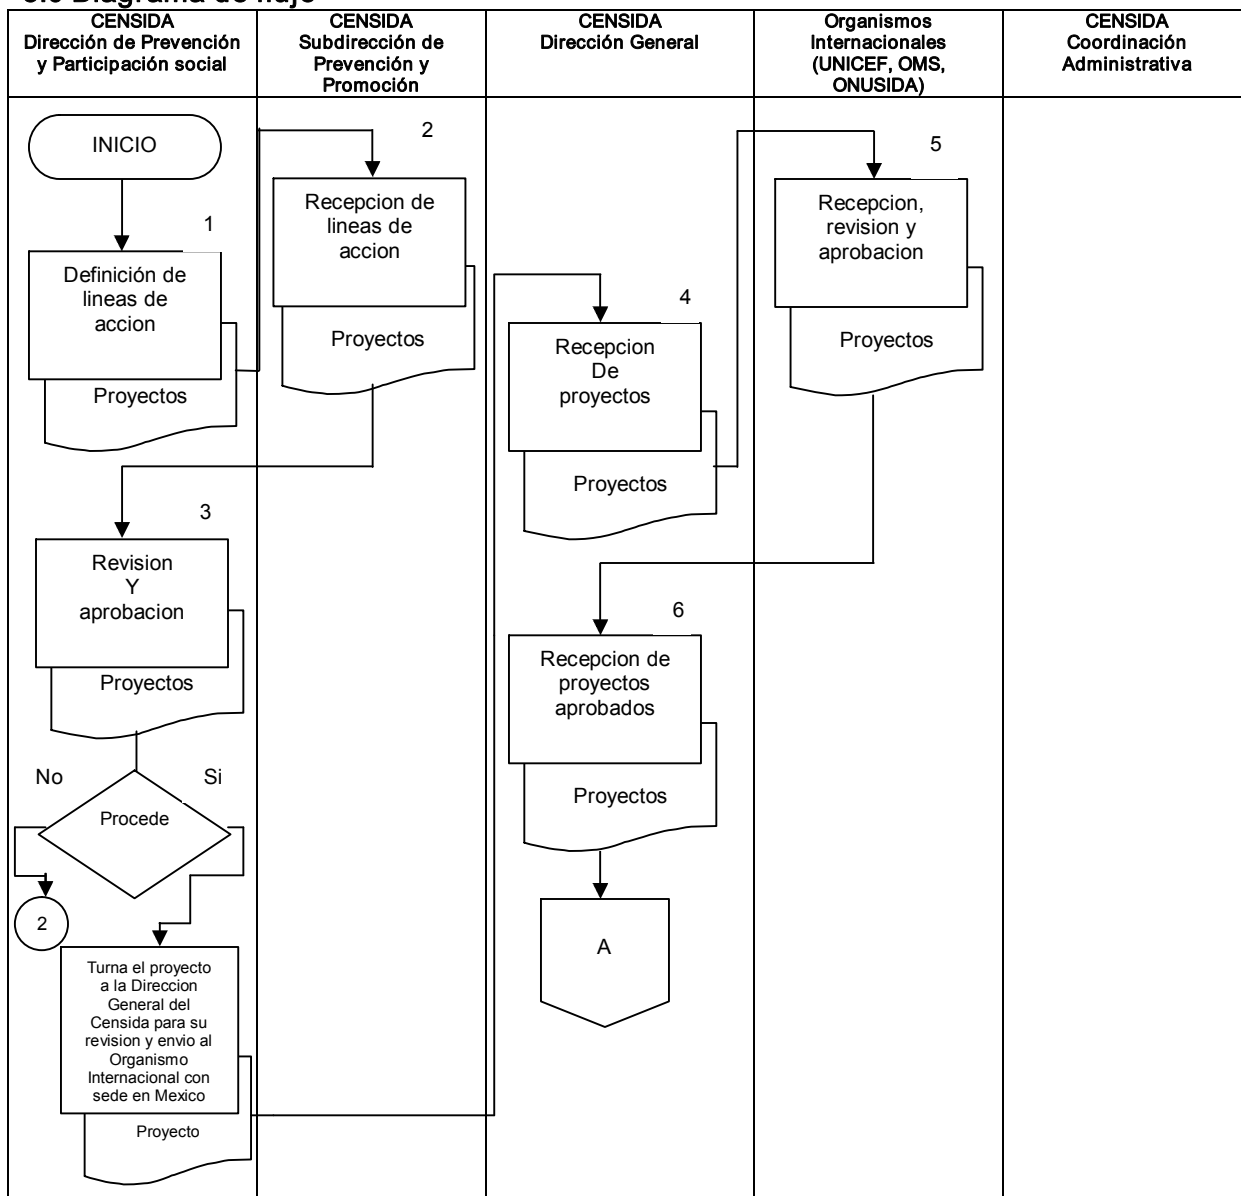 CENSIDA
Dirección de Prevención
y Participación social
CENSIDA
Subdirección de
Prevención y
Promoción
CENSIDA
Dirección General
Organismos
Internacionales
(UNICEF, OMS,
ONUSIDA)
CENSIDA
Coordinación
Administrativa
INICIO
1
Definición de
lineas de
accion
Proyectos
2
Recepcion de
lineas de
accion
Proyectos
3
Revision
Y
aprobacion
Proyectos
No
Si
Procede
2
Turna el proyecto
a la Direccion
General del
Censida para su
revision y envio al
Organismo
Internacional con
sede en Mexico
Proyecto
4
Recepcion
De
proyectos
Proyectos
5
Recepcion,
revision y
aprobacion
Proyectos
6
Recepcion de
proyectos
aprobados
Proyectos
A